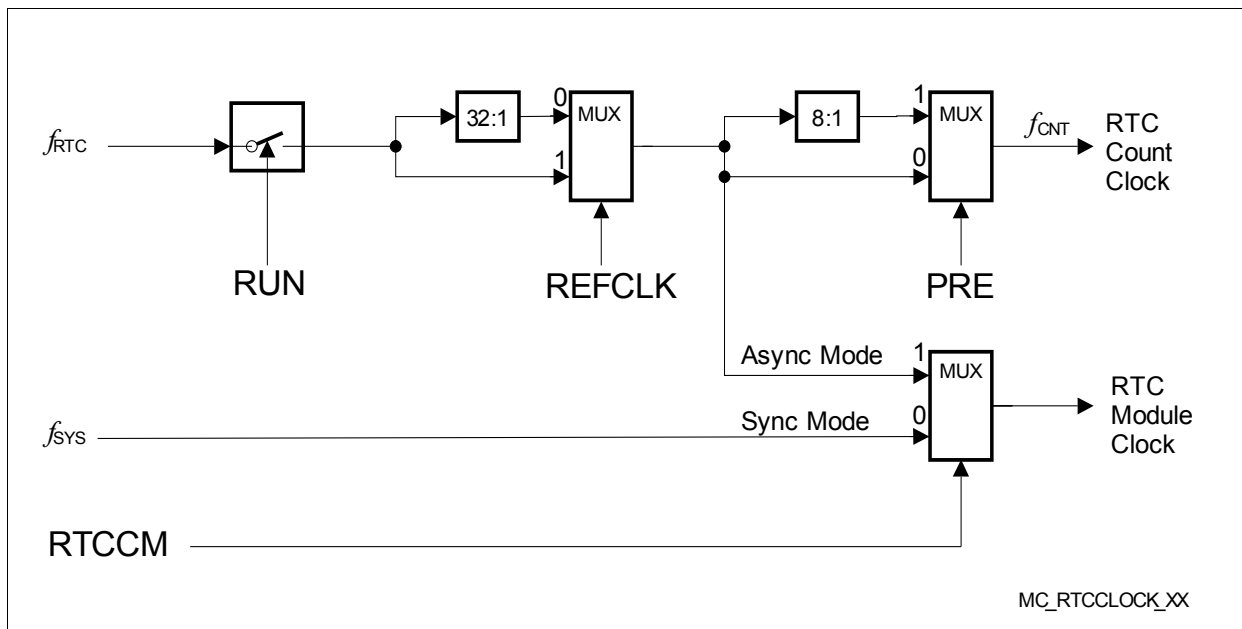 fRTC
RUN
32:1
0
1
MUX
REFCLK
8:1
1
0
MUX
PRE
fCNT
RTC
Count
Clock
Async Mode
1
MUX
fSYS
Sync Mode
0
RTC
Module
Clock
RTCCM
MC_RTCCLOCK_XX